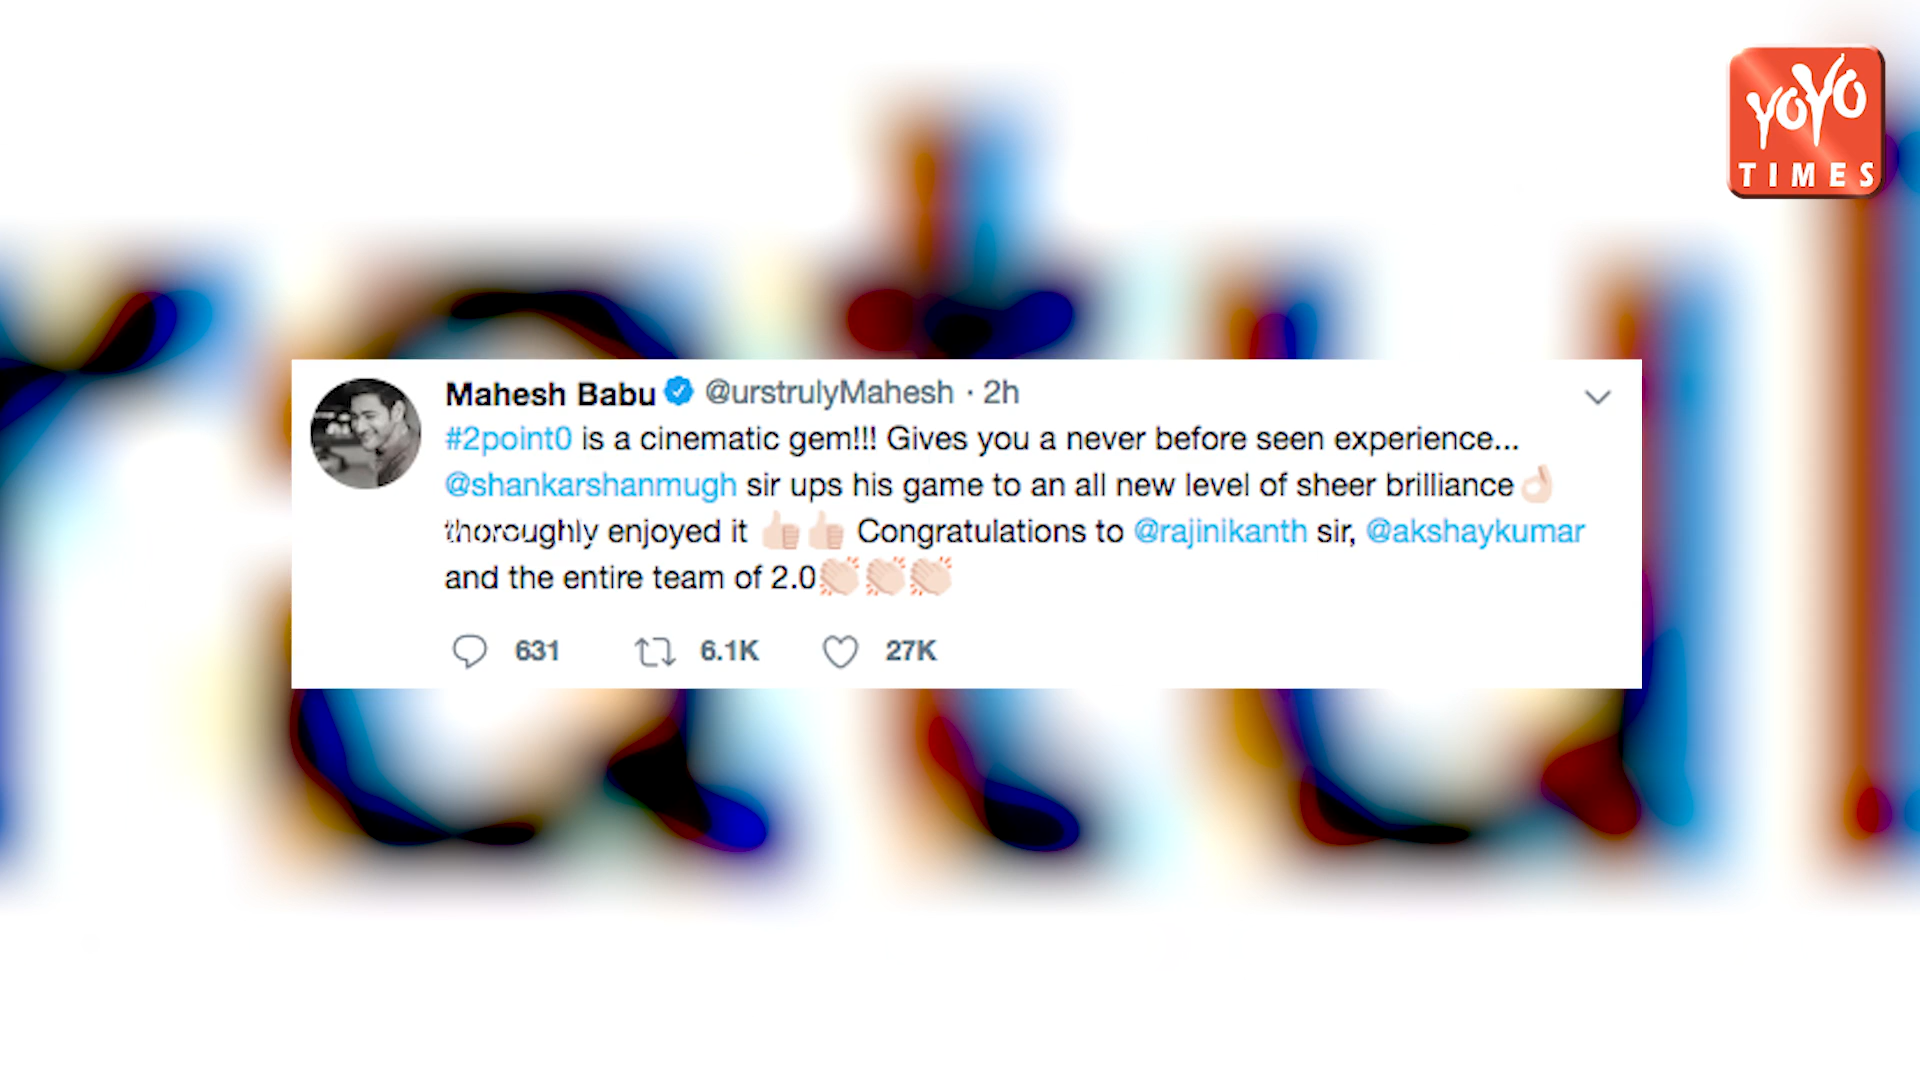 YOYO
TIMES
Mahesh Babu @urstrulyMahesh · 2h
#2point0 is a cinematic gem!!! Gives you a never before seen experience...
@shankarshanmugh sir ups his game to an all new level of sheer brilliance👌🏻
thoroughly enjoyed it 👍🏻👍🏻 Congratulations to @rajinikanth sir, @akshaykumar
and the entire team of 2.0👏🏻👏🏻👏🏻
631 6.1K 27K